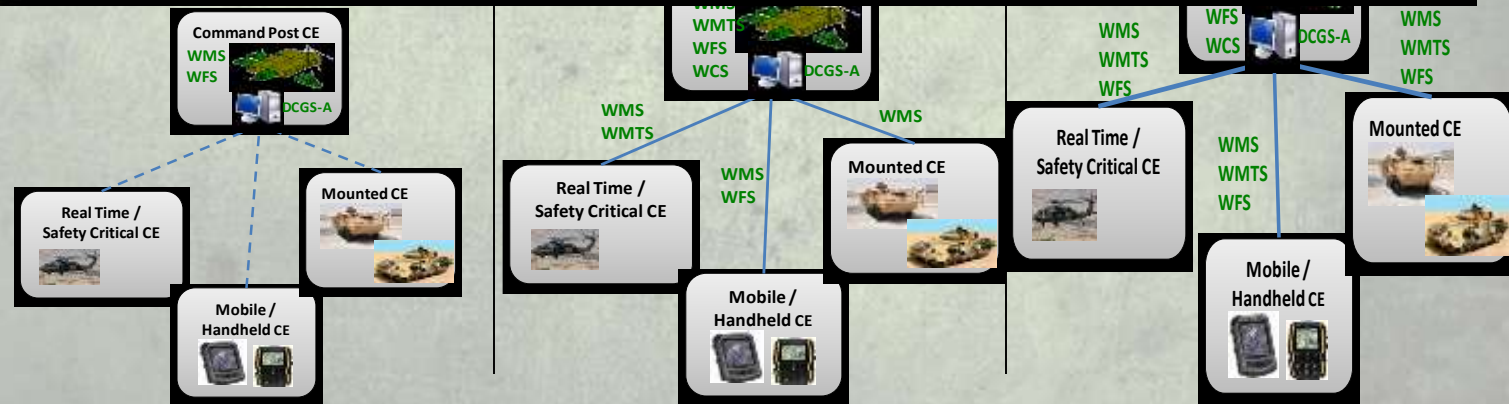 Command Post CE
WMS
WFS
DCGS-A
Real Time /
Safety Critical CE
Mounted CE
Mobile /
Handheld CE
WMS
WMTS
WFS
WCS
DCGS-A
WMS
WMTS
WMS
WMS
WFS
Real Time /
Safety Critical CE
Mounted CE
Mobile /
Handheld CE
WFS
WCS
DCGS-A
WMS
WMTS
WFS
WMS
WMTS
WFS
WMS
WMTS
WFS
Real Time /
Safety Critical CE
Mounted CE
Mobile /
Handheld CE